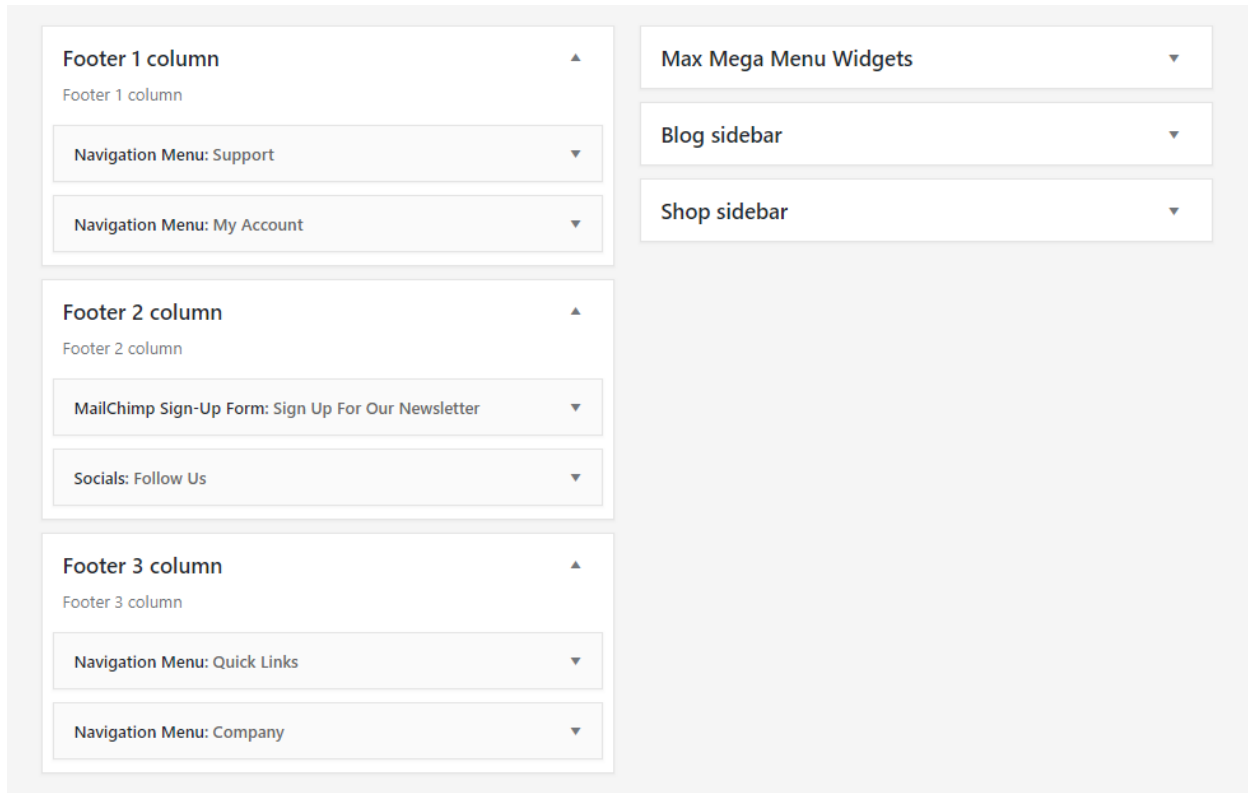 Footer 1 column
Footer 1 column
Navigation Menu: Support
Navigation Menu: My Account
Footer 2 column
Footer 2 column
MailChimp Sign-Up Form: Sign Up For Our Newsletter
Socials: Follow Us
Footer 3 column
Footer 3 column
Navigation Menu: Quick Links
Navigation Menu: Company
Max Mega Menu Widgets
Blog sidebar
Shop sidebar